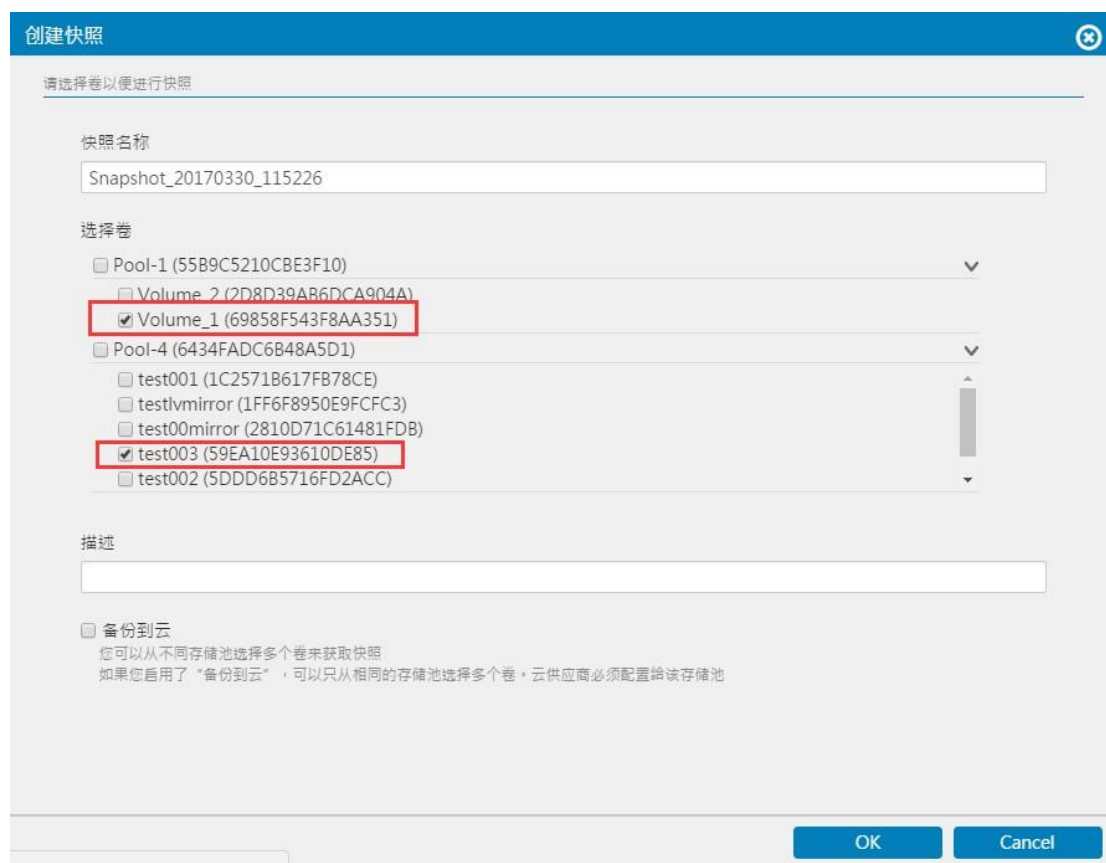 创建快照
请选择卷以便进行快照
快照名称
Snapshot_20170330_115226
选择卷
Pool-1 (55B9C5210CBE3F10)
Volume_2 (2D8D39AB6DCA904A)
Volume_1 (69858F543F8AA351)
Pool-4 (6434FADC6B48A5D1)
test001 (1C2571B617FB78CE)
testlvmirror (1FF6F8950E9FCFC3)
test00mirror (2810D71C61481FDB)
test003 (59EA10E93610DE85)
test002 (5DDD6B5716FD2ACC)
描述
备份到云
您可以从不同存储池选择多个卷来获取快照
如果您启用了“备份到云”，可以只从相同的存储池选择多个卷。云供应商必须配置给该存储池
OK
Cancel